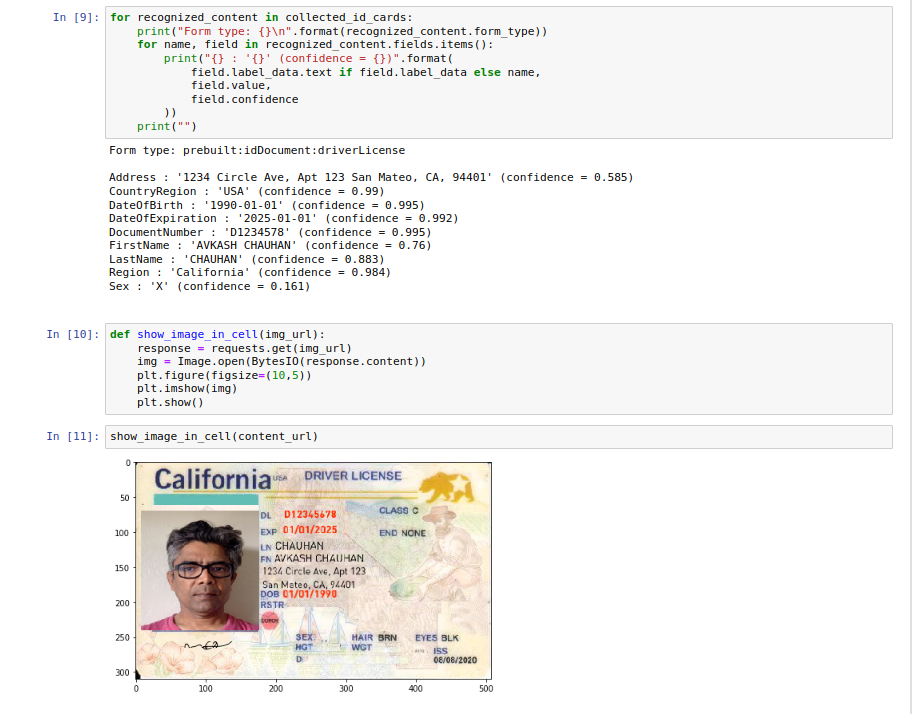 In [9]: for recognized_content in collected_id_cards:
print("Form type: {}\n".format(recognized_content.form_type))
for name, field in recognized_content.fields.items():
print("{} : '{}' (confidence = {})".format(
field.label_data.text if field.label_data else name,
field.value,
field.confidence
))
print("")
Form type: prebuilt:idDocument:driverLicense
Address : '1234 Circle Ave, Apt 123 San Mateo, CA, 94401' (confidence = 0.585)
CountryRegion : 'USA' (confidence = 0.99)
DateOfBirth : '1990-01-01' (confidence = 0.995)
DateOfExpiration : '2025-01-01' (confidence = 0.992)
DocumentNumber : 'D1234578' (confidence = 0.995)
FirstName : 'AVKASH CHAUHAN' (confidence = 0.76)
LastName : 'CHAUHAN' (confidence = 0.883)
Region : 'California' (confidence = 0.984)
Sex : 'X' (confidence = 0.161)
In [10]: def show_image_in_cell(img_url):
response = requests.get(img_url)
img = Image.open(BytesIO(response.content))
plt.figure(figsize=(10,5))
plt.imshow(img)
plt.show()
In [11]: show_image_in_cell(content_url)
0
50
100
150
200
250
300
California USA DRIVER LICENSE
DL D12345678 CLASS C
EXP 01/01/2025 END NONE
LN CHAUHAN
FN AVKASH CHAUHAN
1234 Circle Ave, Apt 123
San Mateo, CA, 94401
DOB 01/01/1990
RSTR
DONOR
SEX HAIR BRN EYES BLK
HGT WGT ISS
D 08/08/2020
0 100 200 300 400 500